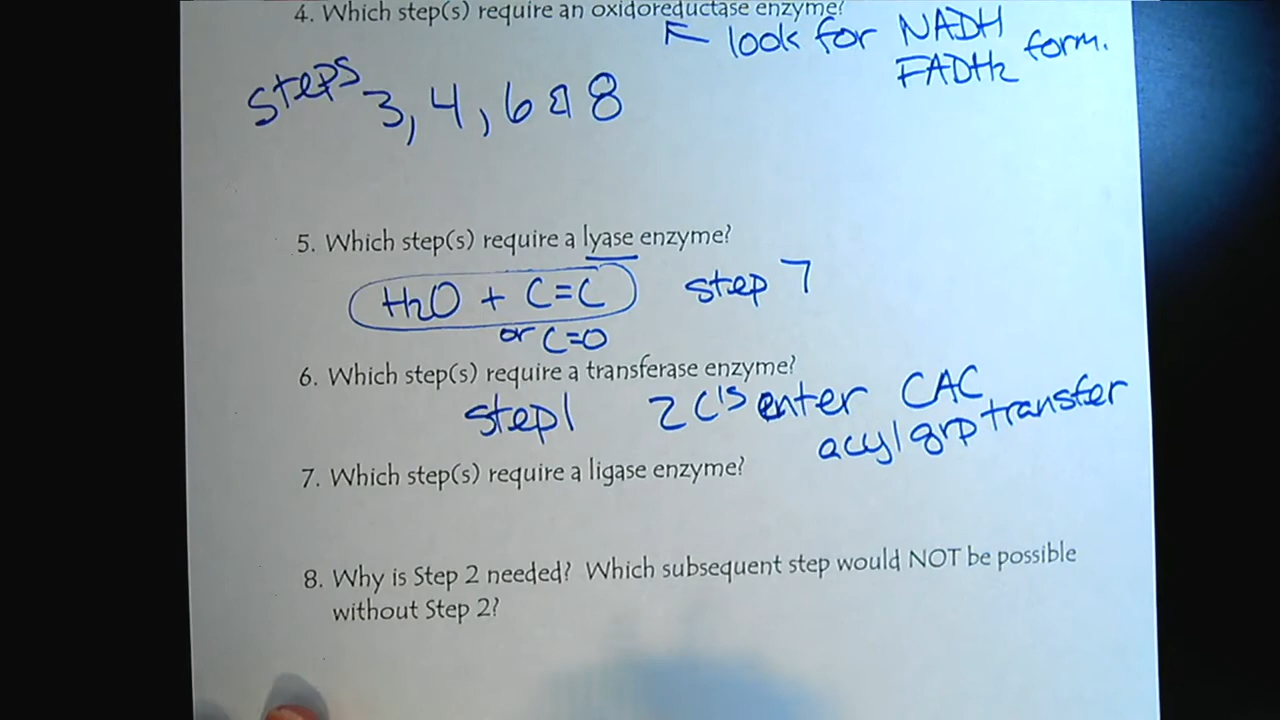 4. Which step(s) require an oxidoreductase enzyme?
← look for NADH
FADH2 form.
steps 3, 4, 6 & 8
5. Which step(s) require a lyase enzyme?
H2O + C=C step 7
or C=O
6. Which step(s) require a transferase enzyme?
step 1 2 C's enter CAC
acyl grp transfer
7. Which step(s) require a ligase enzyme?
8. Why is Step 2 needed? Which subsequent step would NOT be possible
without Step 2?